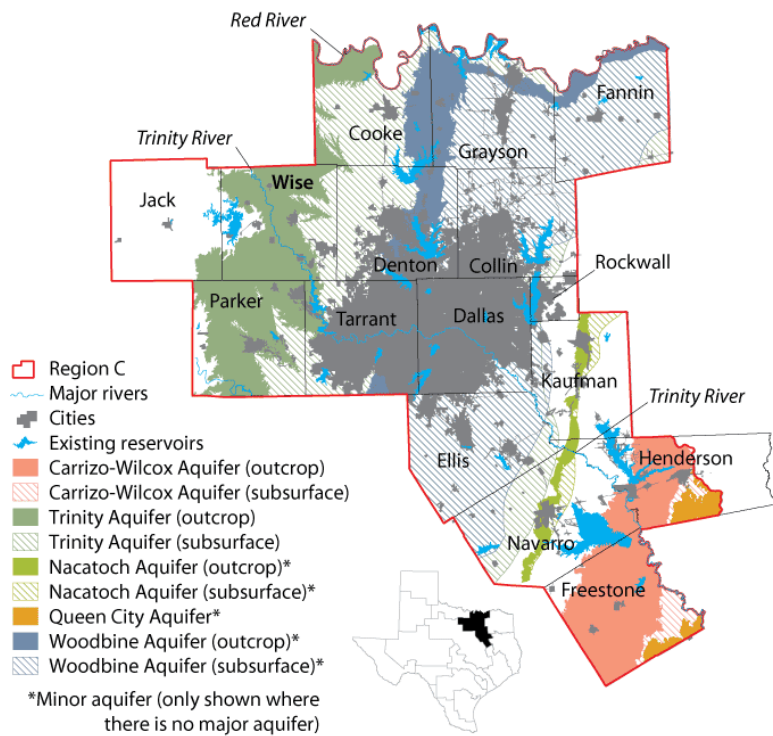 Red River
Fannin
Cooke
Grayson
Trinity River
Wise
Jack
Denton
Collin
Rockwall
Parker
Tarrant
Dallas
Kaufman
Trinity River
Ellis
Henderson
Navarro
Freestone
Region C
Major rivers
Cities
Existing reservoirs
Carrizo-Wilcox Aquifer (outcrop)
Carrizo-Wilcox Aquifer (subsurface)
Trinity Aquifer (outcrop)
Trinity Aquifer (subsurface)
Nacatoch Aquifer (outcrop)*
Nacatoch Aquifer (subsurface)*
Queen City Aquifer*
Woodbine Aquifer (outcrop)*
Woodbine Aquifer (subsurface)*
*Minor aquifer (only shown where
there is no major aquifer)